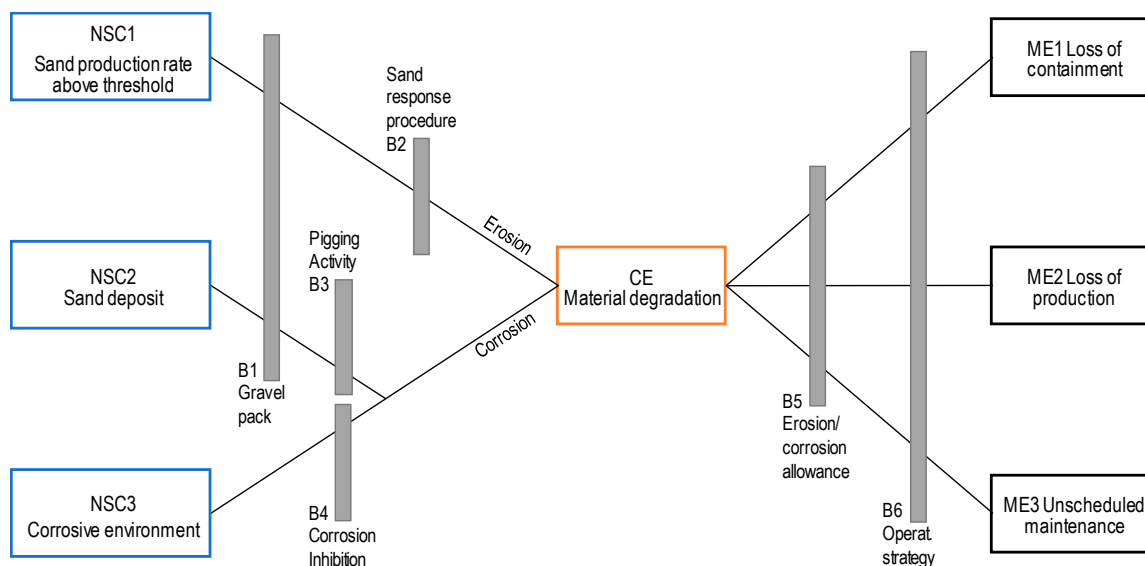 NSC1
Sand production rate
above threshold
Sand
response
procedure
B2
ME1 Loss of
containment
Erosion
NSC2
Sand deposit
Pigging
Activity
B3
CE
Material degradation
ME2 Loss of
production
Corrosion
B1
Gravel
pack
B5
Erosion/
corrosion
allowance
NSC3
Corrosive environment
B4
Corrosion
Inhibition
B6
Operat.
strategy
ME3 Unscheduled
maintenance